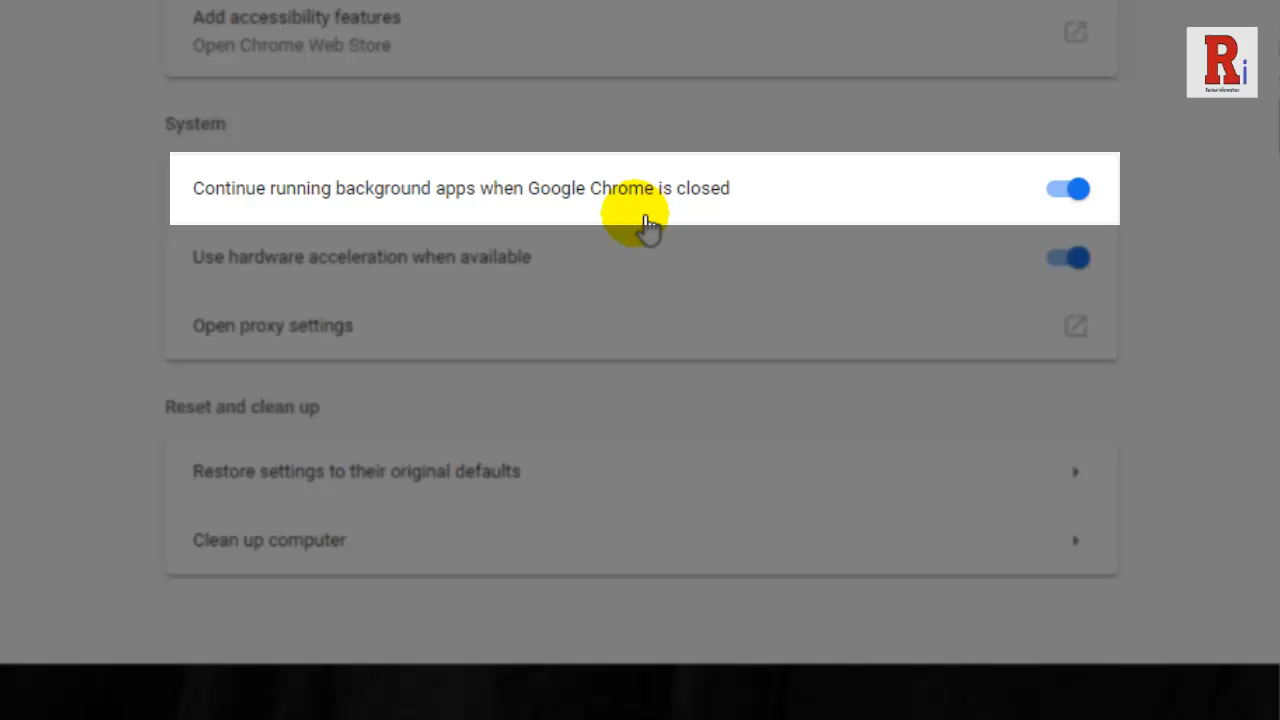 Add accessibility features
Open Chrome Web Store
Ri
System
Continue running background apps when Google Chrome is closed
Use hardware acceleration when available
Open proxy settings
Reset and clean up
Restore settings to their original defaults
Clean up computer